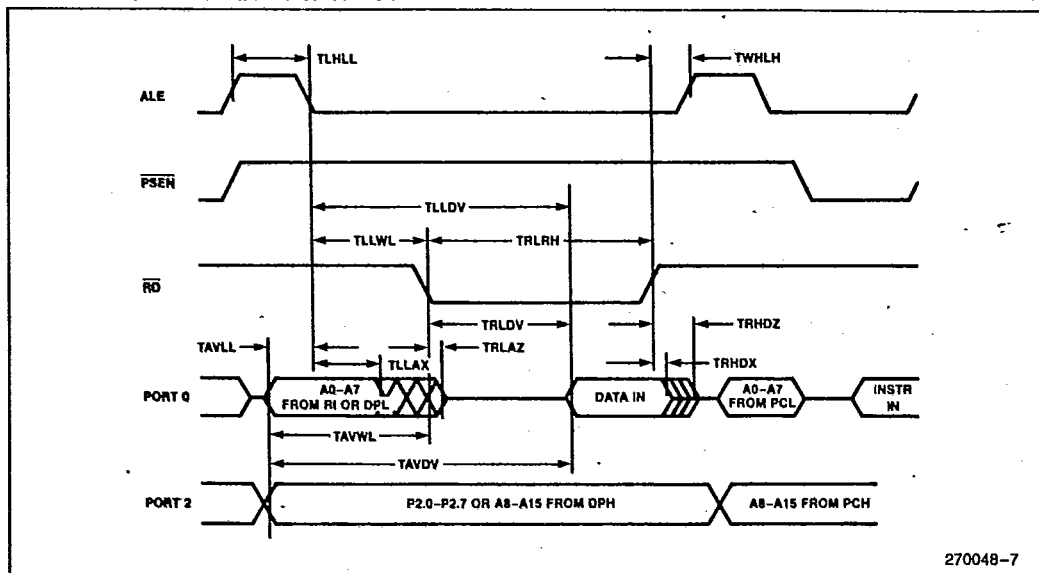 TLHLL
TWHLH
ALE
PSEN
TLLDV
TLLWL
TRLRH
RD
TRLDV
TRHDZ
TAVLL
TRLAZ
TLLAX
TRHDX
PORT 0
A0-A7
FROM RI OR DPL
DATA IN
A0-A7
FROM PCL
INSTR
IN
TAVWL
TAVDV
PORT 2
P2.0-P2.7 OR A8-A15 FROM DPH
A8-A15 FROM PCH
270048-7